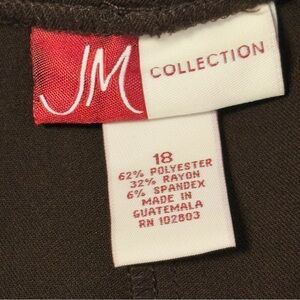 JM
COLLECTION
18
62% POLYESTER
32% RAYON
6% SPANDEX
MADE IN
GUATEMALA
RN 102803